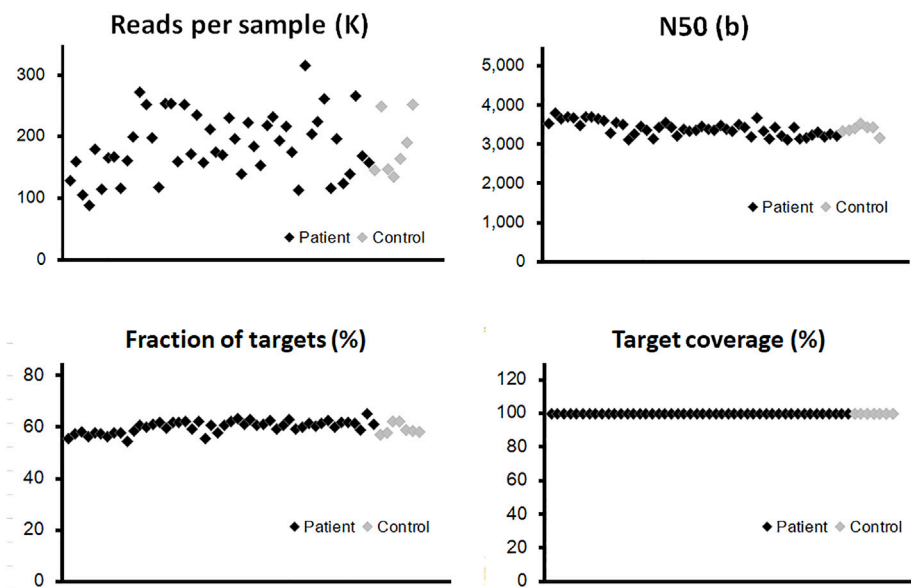 Reads per sample (K)
300
200
100
0
Patient Control
N50 (b)
5,000
4,000
3,000
2,000
1,000
0
Patient Control
Fraction of targets (%)
80
60
40
20
0
Patient Control
Target coverage (%)
120
100
80
60
40
20
0
Patient Control